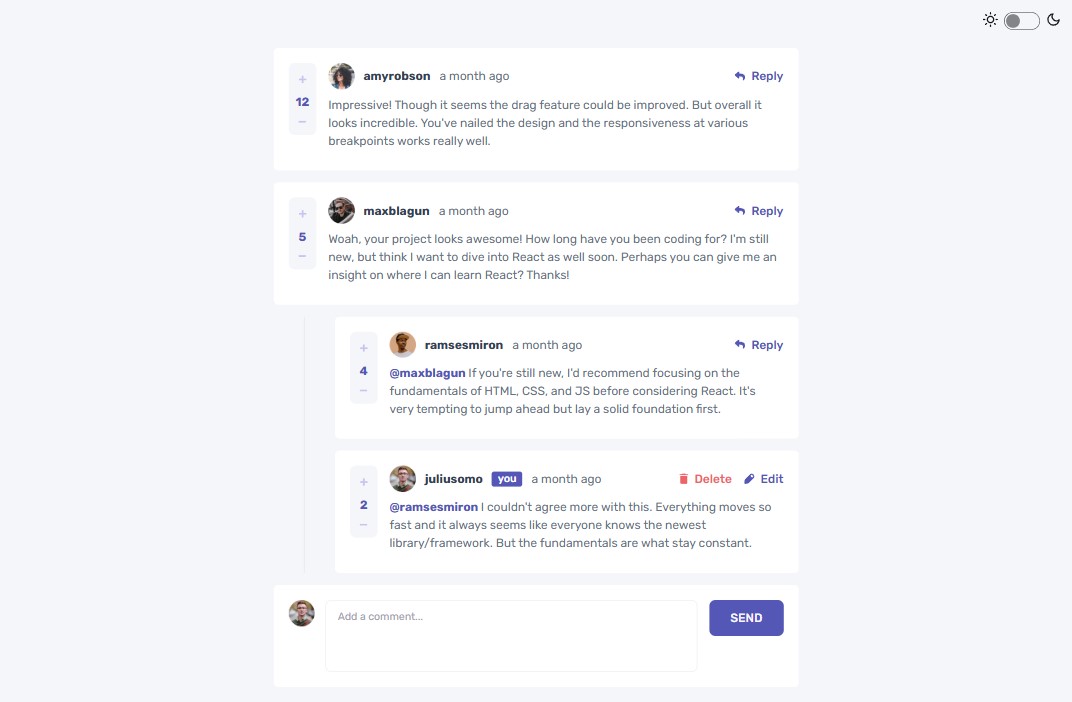 +
12
−
amyrobson a month ago Reply
Impressive! Though it seems the drag feature could be improved. But overall it
looks incredible. You've nailed the design and the responsiveness at various
breakpoints works really well.
+
5
−
maxblagun a month ago Reply
Woah, your project looks awesome! How long have you been coding for? I'm still
new, but think I want to dive into React as well soon. Perhaps you can give me an
insight on where I can learn React? Thanks!
+
4
−
ramsesmiron a month ago Reply
@maxblagun If you're still new, I'd recommend focusing on the
fundamentals of HTML, CSS, and JS before considering React. It's
very tempting to jump ahead but lay a solid foundation first.
+
2
−
juliusomo you a month ago Delete Edit
@ramsesmiron I couldn't agree more with this. Everything moves so
fast and it always seems like everyone knows the newest
library/framework. But the fundamentals are what stay constant.
Add a comment...
SEND